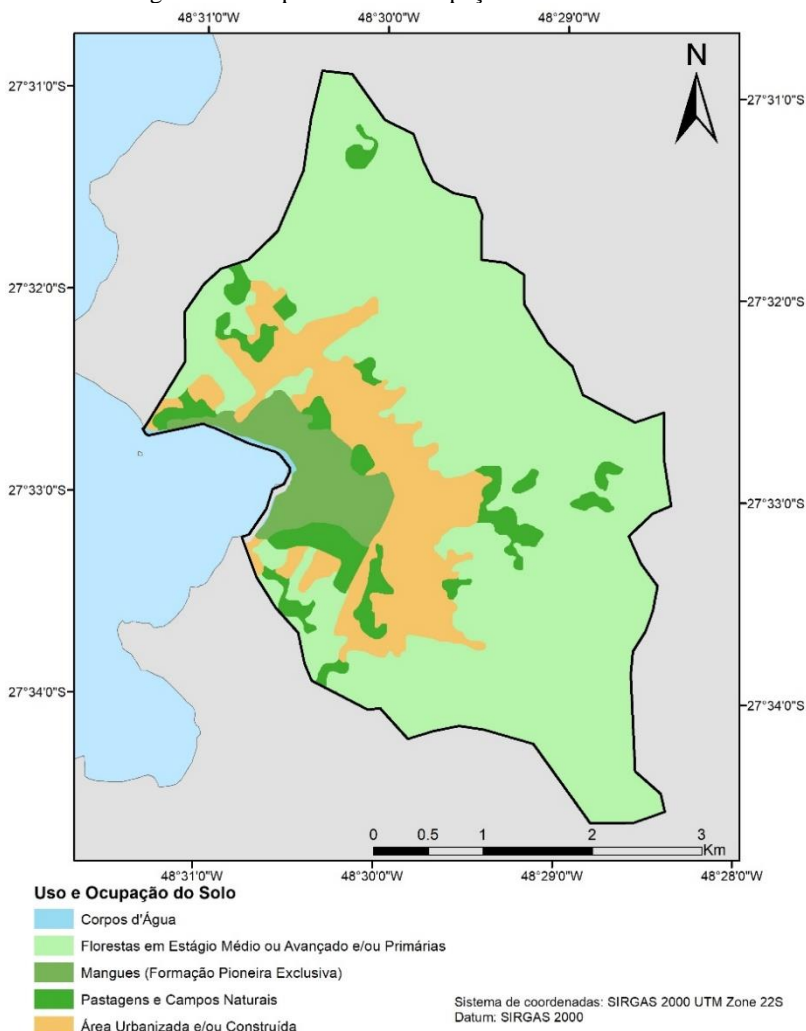 48°31'0"W 48°30'0"W 48°29'0"W
N
27°31'0"S 27°31'0"S
27°32'0"S 27°32'0"S
27°33'0"S 27°33'0"S
27°34'0"S 27°34'0"S
0 0.5 1 2 3
Km
48°31'0"W 48°30'0"W 48°29'0"W 48°28'0"W
Uso e Ocupação do Solo
Corpos d'Água
Florestas em Estágio Médio ou Avançado e/ou Primárias
Mangues (Formação Pioneira Exclusiva)
Pastagens e Campos Naturais
Área Urbanizada e/ou Construída
Sistema de coordenadas: SIRGAS 2000 UTM Zone 22S
Datum: SIRGAS 2000